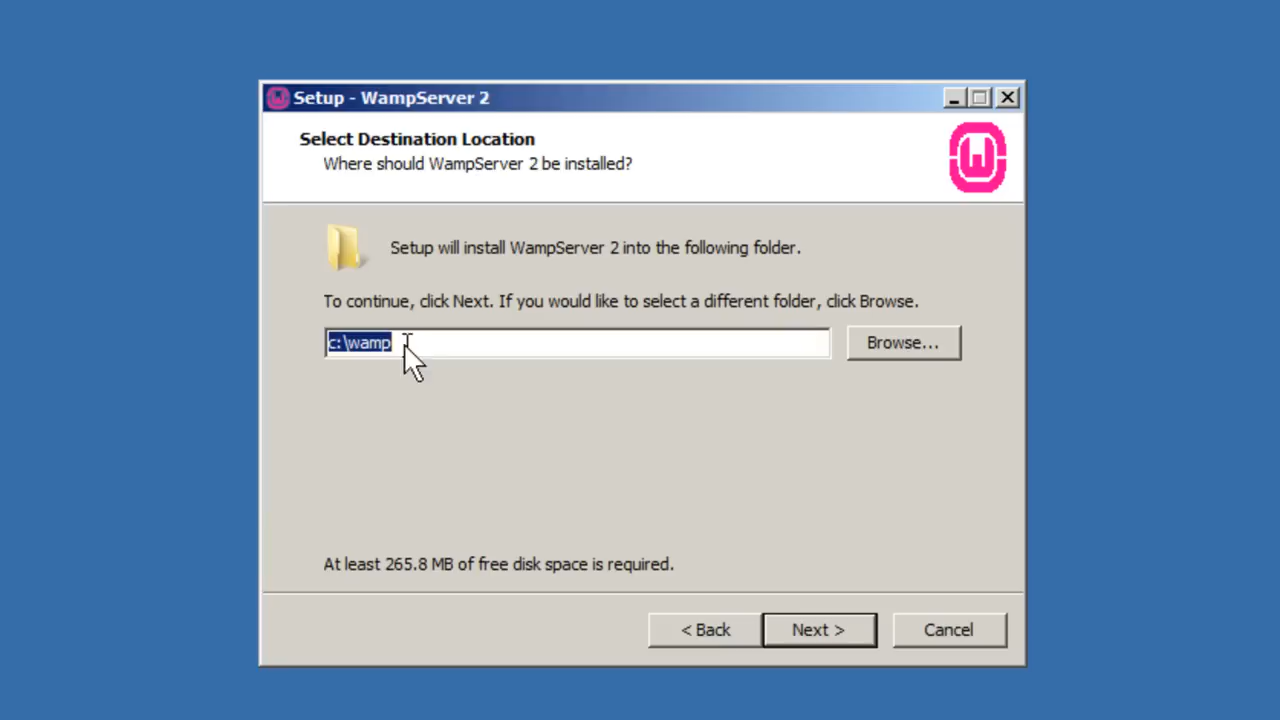 Setup - WampServer 2
Select Destination Location
Where should WampServer 2 be installed?
W
Setup will install WampServer 2 into the following folder.
To continue, click Next. If you would like to select a different folder, click Browse.
c:\wamp
Browse...
At least 265.8 MB of free disk space is required.
< Back
Next >
Cancel